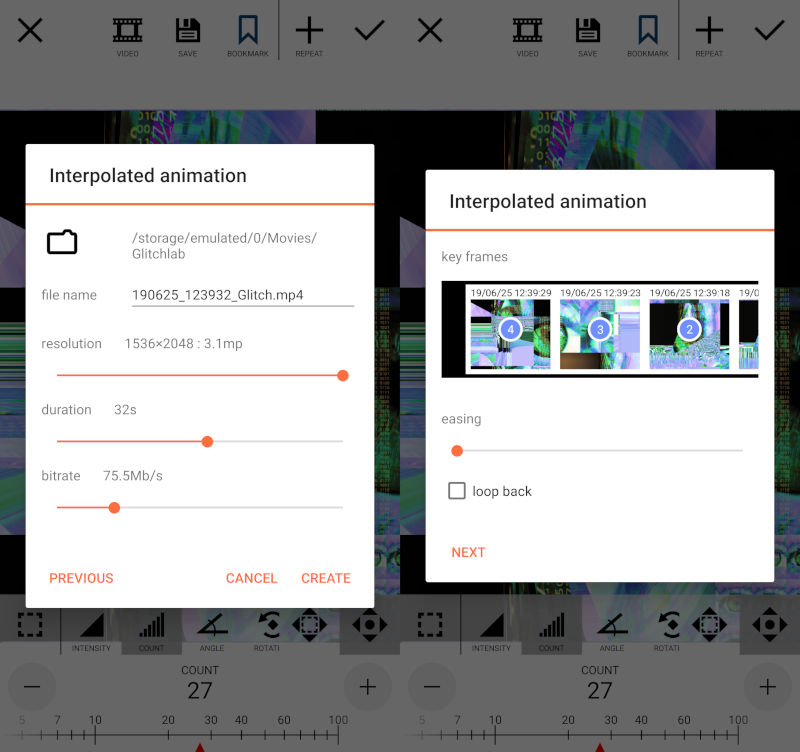 VIDEO SAVE BOOKMARK REPEAT
Interpolated animation
/storage/emulated/0/Movies/
Glitchlab
file name 190625_123932_Glitch.mp4
resolution 1536×2048 : 3.1mp
duration 32s
bitrate 75.5Mb/s
PREVIOUS CANCEL CREATE
INTENSITY COUNT ANGLE ROTATI
COUNT
27
5 7 10 20 30 40 60 100
VIDEO SAVE BOOKMARK REPEAT
Interpolated animation
key frames
19/06/25 12:39:29 19/06/25 12:39:23 19/06/25 12:39:18 19/0
4 3 2
easing
loop back
NEXT
INTENSITY COUNT ANGLE ROTATI
COUNT
27
5 7 10 20 30 40 60 100